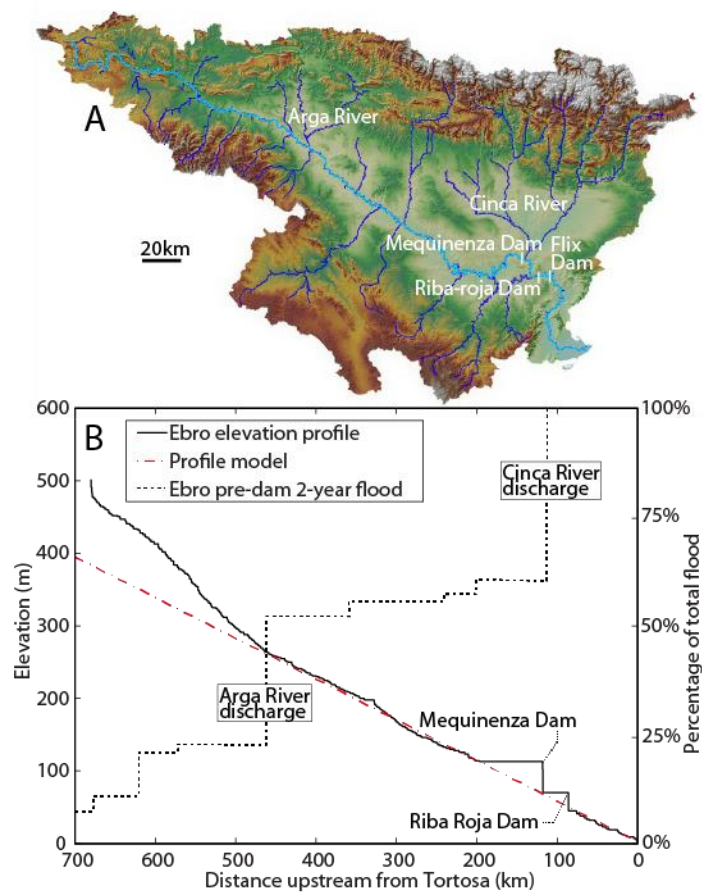 A
Arga River
Cinca River
20km
Mequinenza Dam
Flix
Dam
Riba-roja Dam
B
600
500
400
300
200
100
0
Elevation (m)
Ebro elevation profile
Profile model
Ebro pre-dam 2-year flood
Cinca River
discharge
Arga River
discharge
Mequinenza Dam
Riba Roja Dam
100%
75%
50%
25%
0%
Percentage of total flood
700
600
500
400
300
200
100
0
Distance upstream from Tortosa (km)